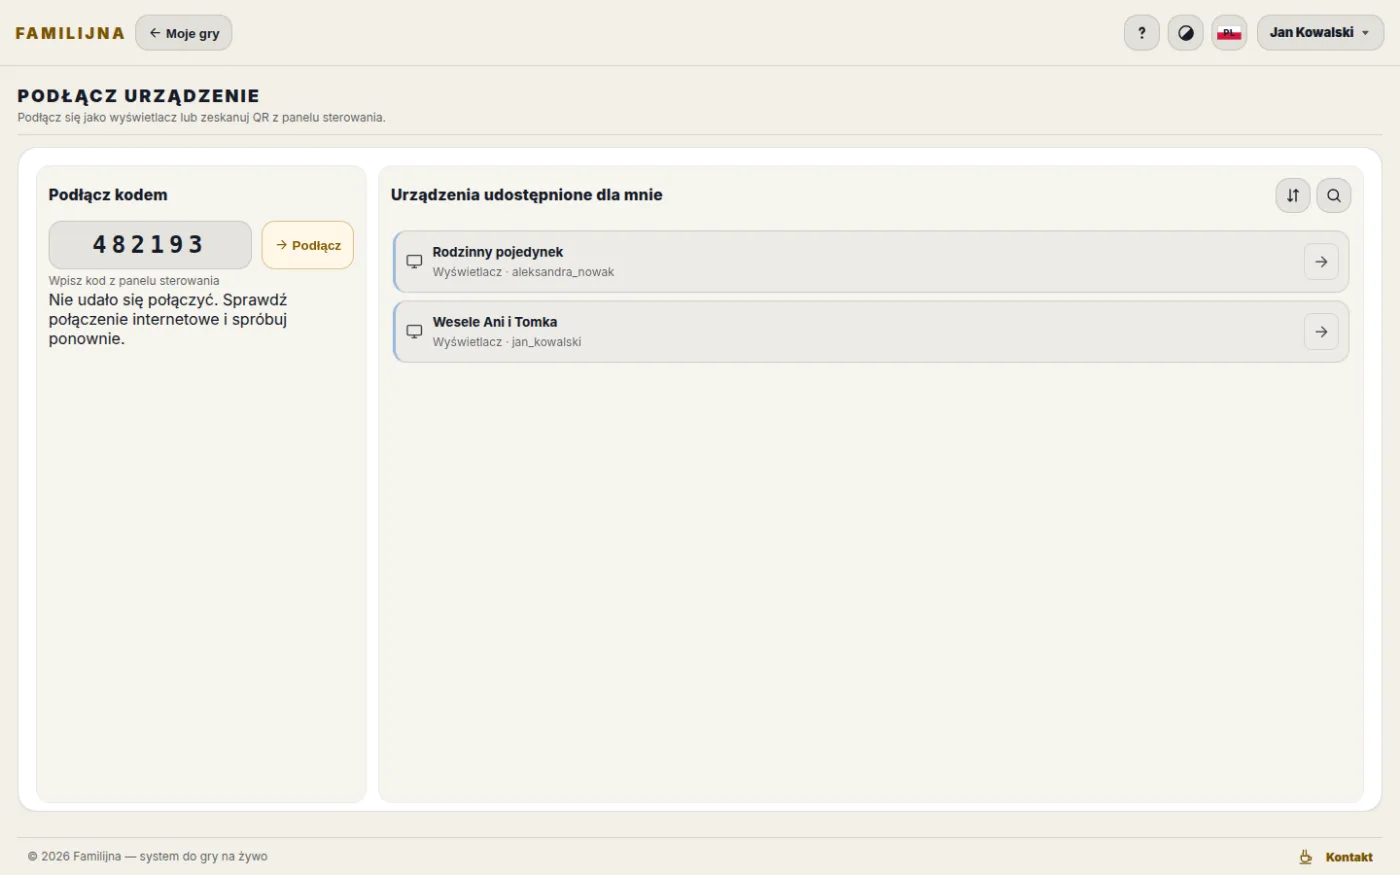 FAMILIJNA
← Moje gry
?
PL
Jan Kowalski
PODŁĄCZ URZĄDZENIE
Podłącz się jako wyświetlacz lub zeskanuj QR z panelu sterowania.
Podłącz kodem
482193
→ Podłącz
Wpisz kod z panelu sterowania
Nie udało się połączyć. Sprawdź
połączenie internetowe i spróbuj
ponownie.
Urządzenia udostępnione dla mnie
Rodzinny pojedynek
Wyświetlacz · aleksandra_nowak
Wesele Ani i Tomka
Wyświetlacz · jan_kowalski
© 2026 Familijna — system do gry na żywo
Kontakt